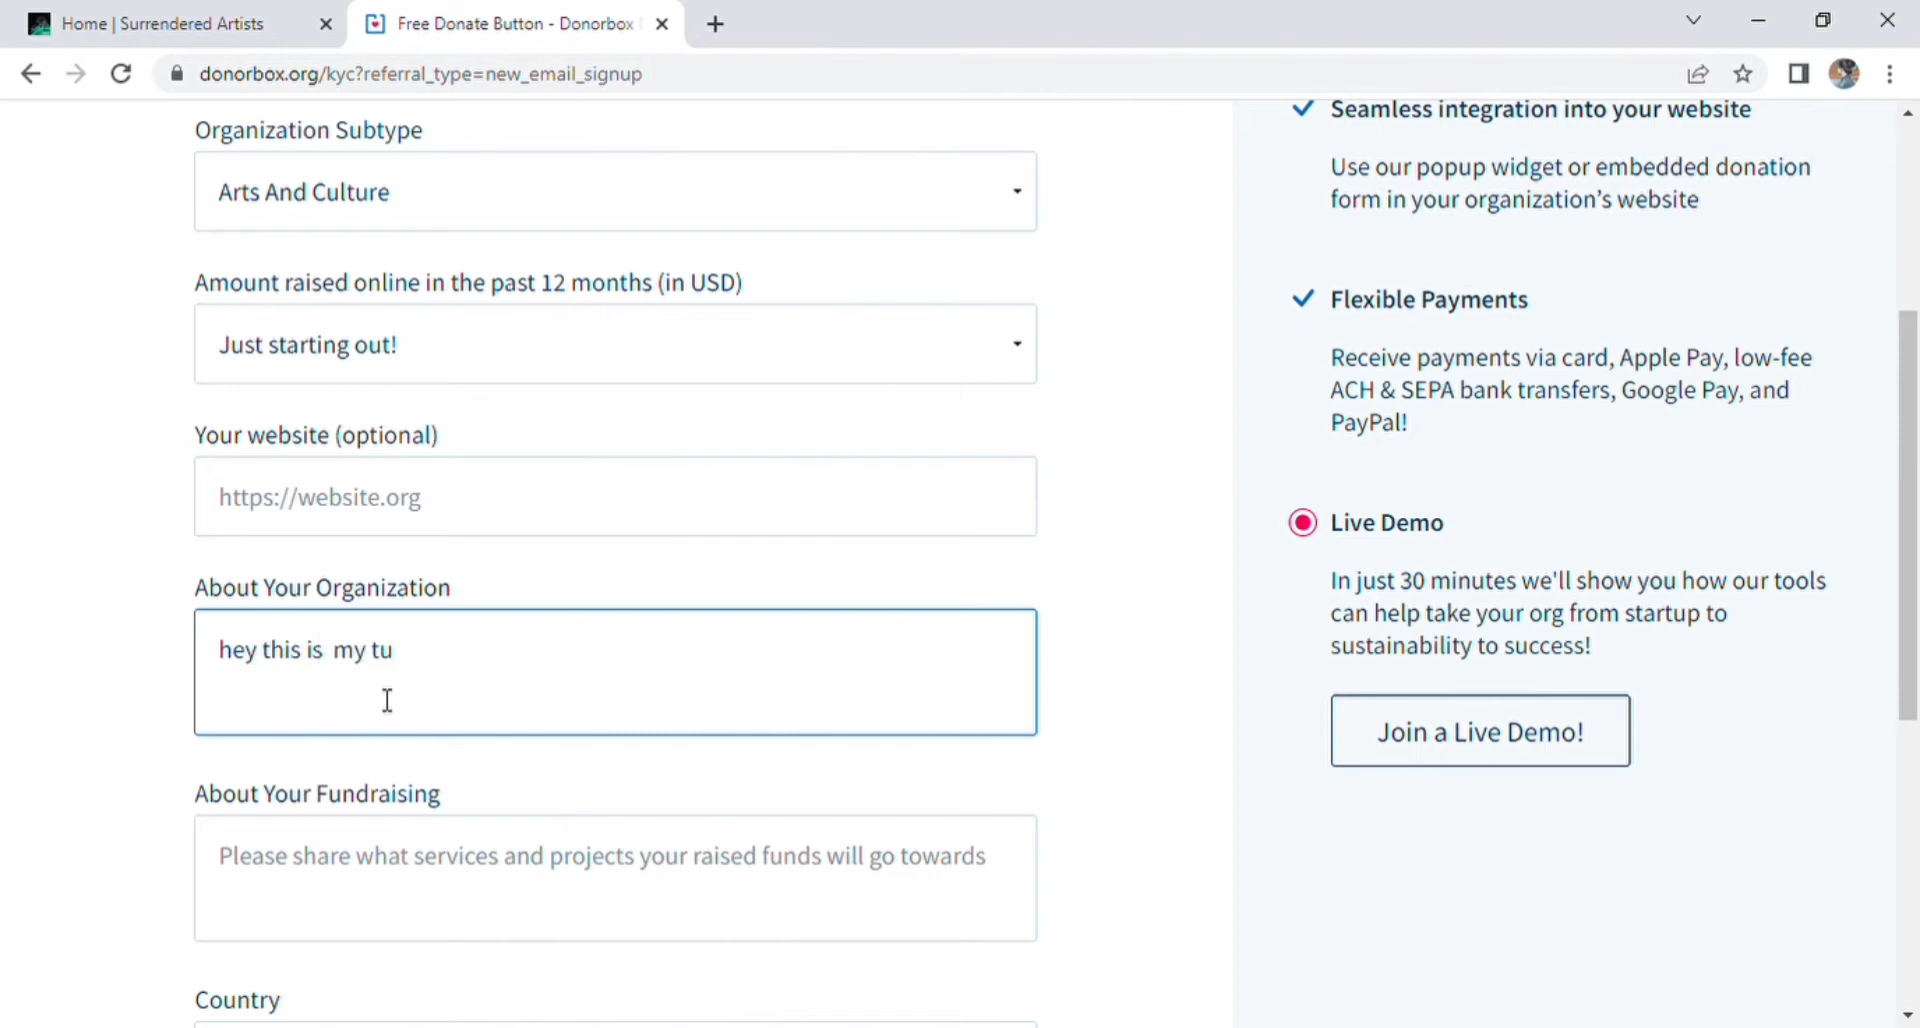 Home | Surrendered Artists
Free Donate Button - Donorbox
donorbox.org/kyc?referral_type=new_email_signup
Organization Subtype
Arts And Culture
Amount raised online in the past 12 months (in USD)
Just starting out!
Your website (optional)
https://website.org
About Your Organization
hey this is  my tu
About Your Fundraising
Please share what services and projects your raised funds will go towards
Country
Seamless integration into your website
Use our popup widget or embedded donation
form in your organization’s website
Flexible Payments
Receive payments via card, Apple Pay, low-fee
ACH & SEPA bank transfers, Google Pay, and
PayPal!
Live Demo
In just 30 minutes we'll show you how our tools
can help take your org from startup to
sustainability to success!
Join a Live Demo!